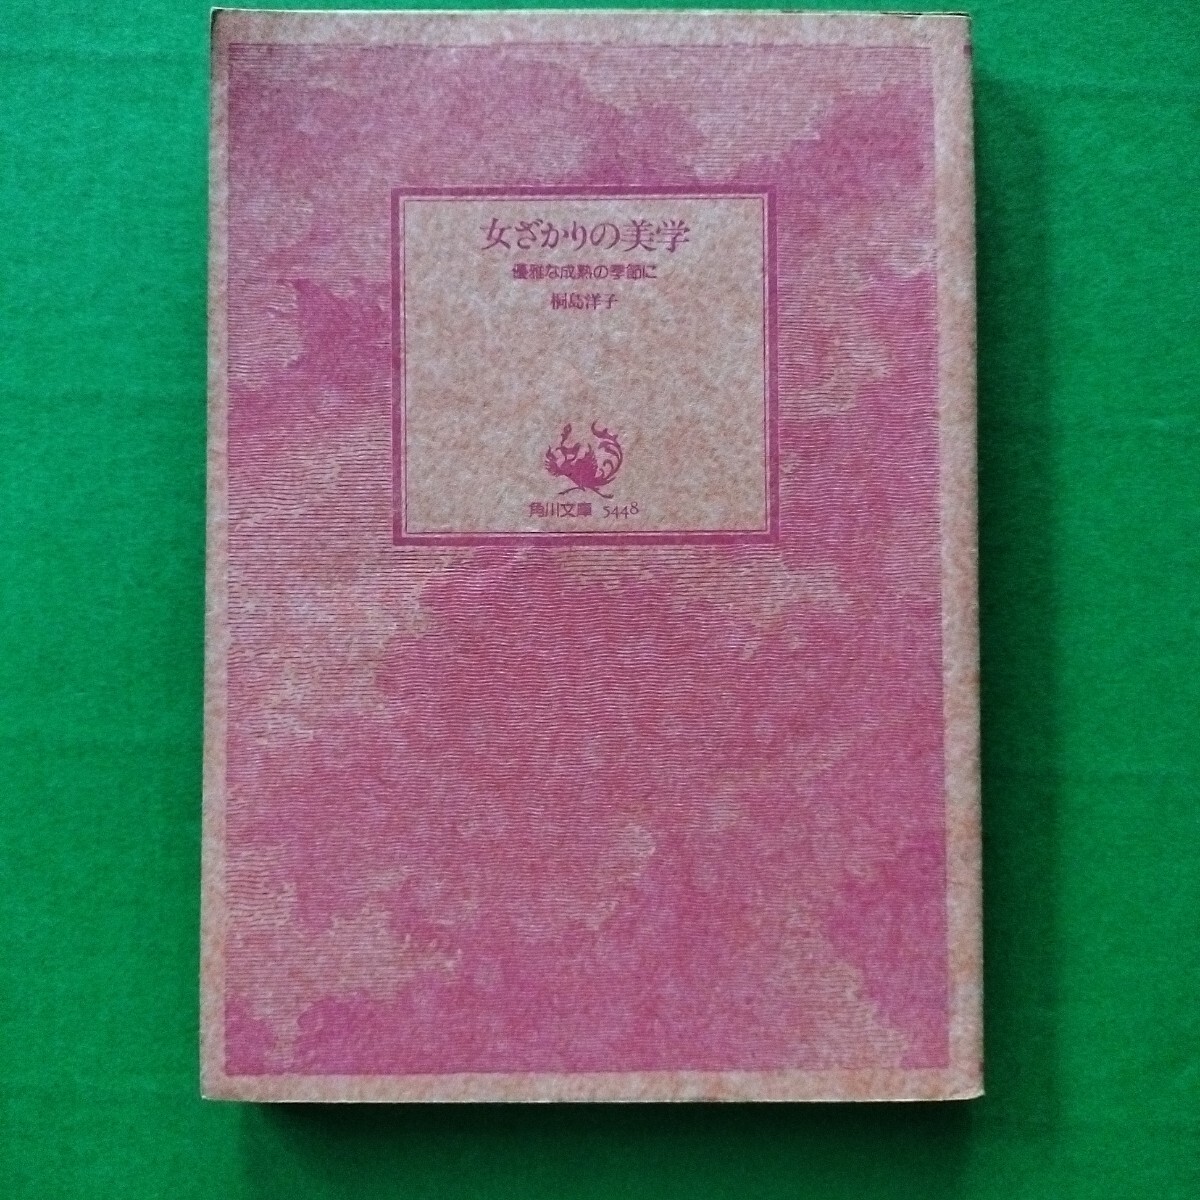 女ざかりの美学
優雅な成熟の季節に
桐島洋子
角川文庫 5448